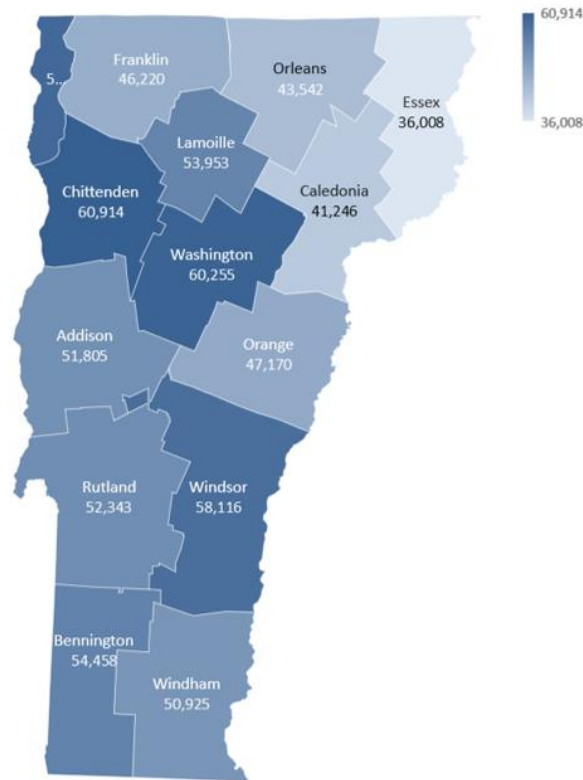 60,914
36,008
Franklin
46,220
Orleans
43,542
Essex
36,008
5...
Lamoille
53,953
Chittenden
60,914
Caledonia
41,246
Washington
60,255
Addison
51,805
Orange
47,170
Rutland
52,343
Windsor
58,116
Bennington
54,458
Windham
50,925